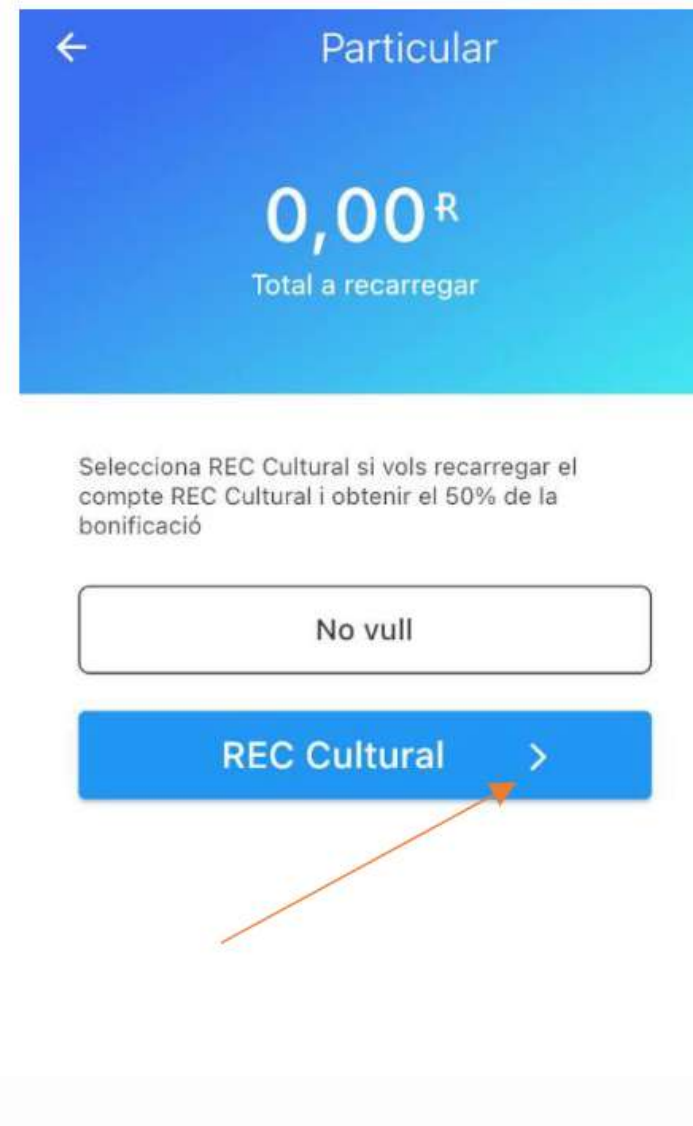 Particular
0,00 R
Total a recarregar
Selecciona REC Cultural si vols recarregar el
compte REC Cultural i obtenir el 50% de la
bonificació
No vull
REC Cultural